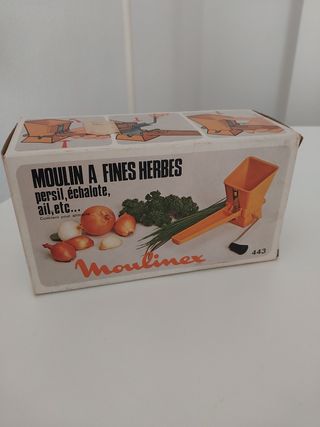 MOULIN A FINES HERBES
persil, échalote,
ail, etc...
Moulinex
443